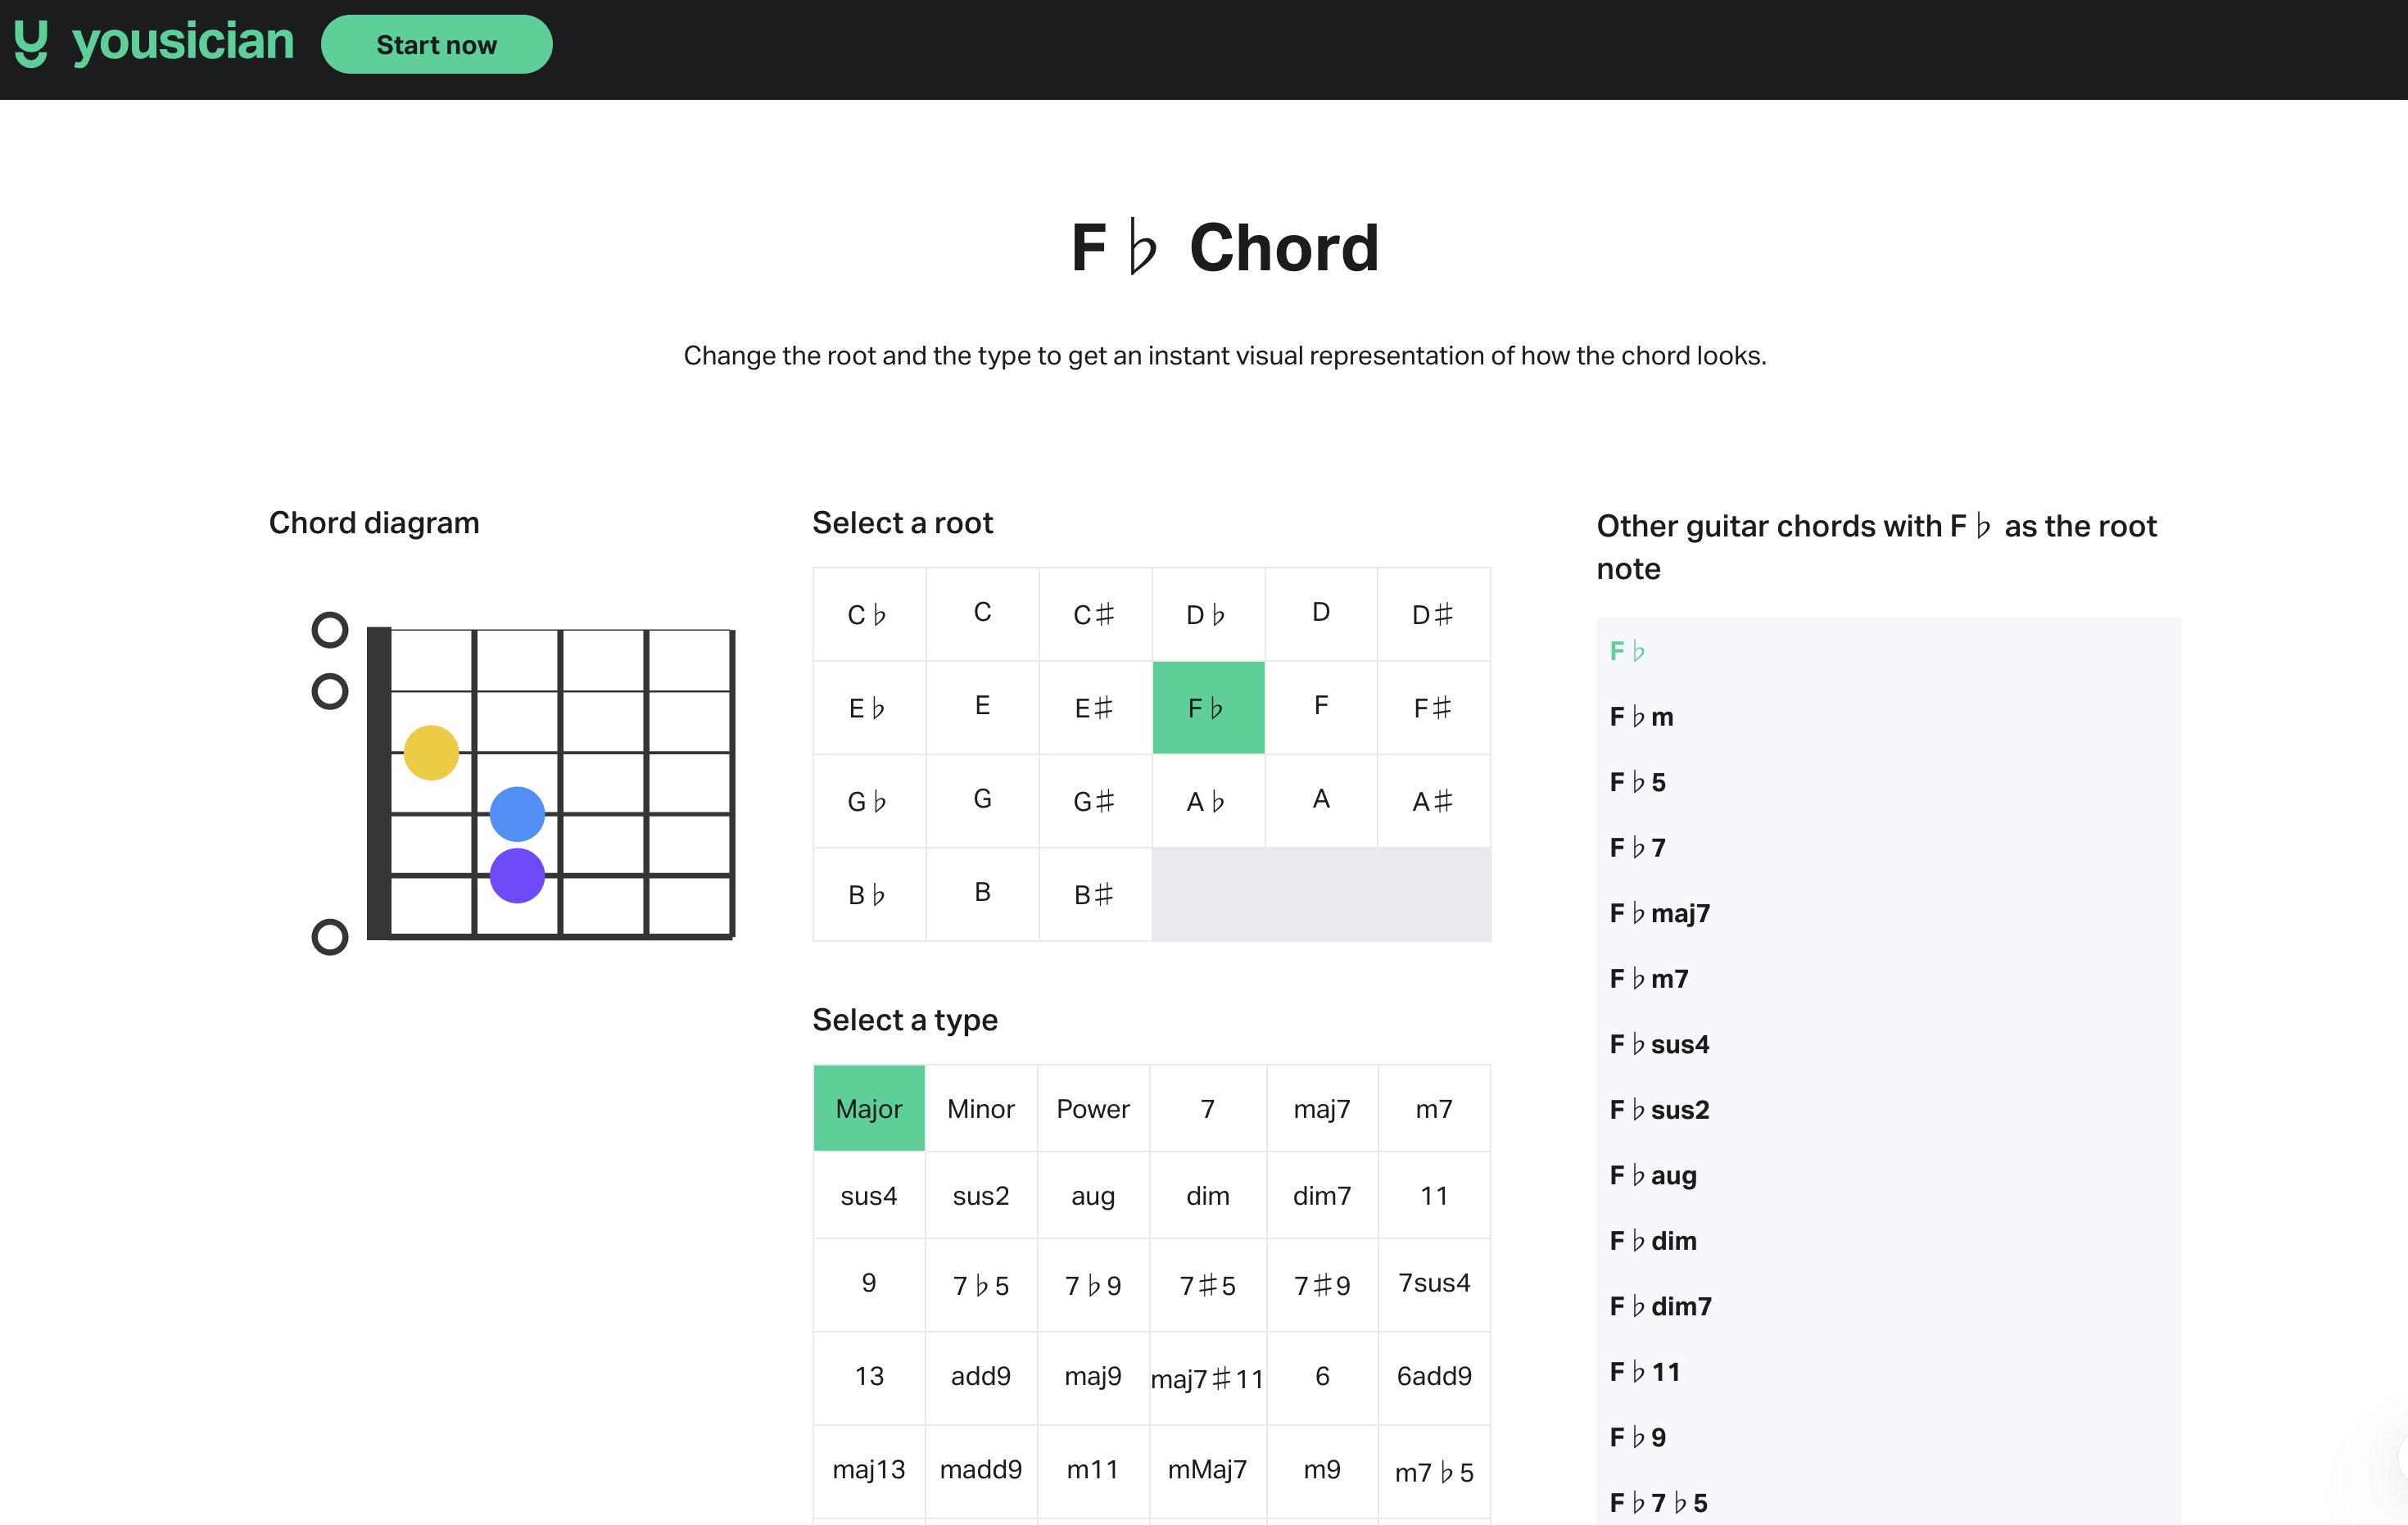 yousician
Start now
F♭ Chord
Change the root and the type to get an instant visual representation of how the chord looks.
Chord diagram
Select a root
C♭ C C♯ D♭ D D♯
E♭ E E♯ F♭ F F♯
G♭ G G♯ A♭ A A♯
B♭ B B♯
Select a type
Major Minor Power 7 maj7 m7
sus4 sus2 aug dim dim7 11
9 7♭5 7♭9 7♯5 7♯9 7sus4
13 add9 maj9 maj7♯11 6 6add9
maj13 madd9 m11 mMaj7 m9 m7♭5
Other guitar chords with F♭ as the root
note
F♭
F♭m
F♭5
F♭7
F♭maj7
F♭m7
F♭sus4
F♭sus2
F♭aug
F♭dim
F♭dim7
F♭11
F♭9
F♭7♭5